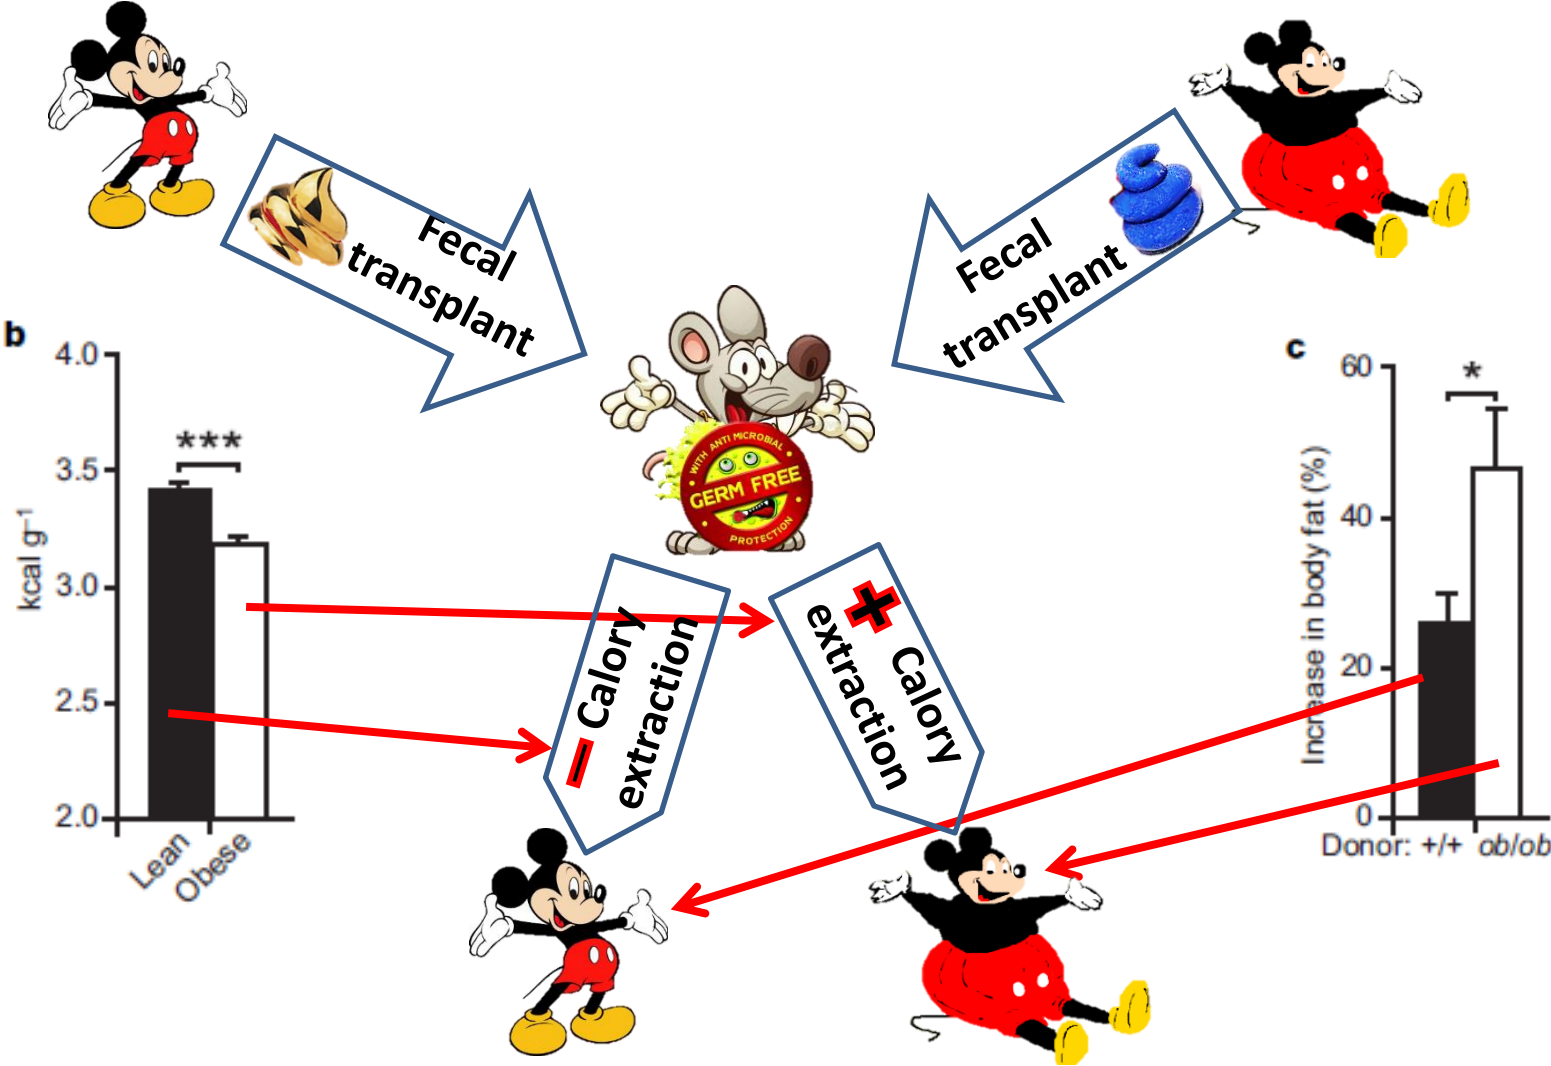 Fecal
transplant
Fecal
transplant
b
4.0
3.5
3.0
2.5
2.0
kcal g⁻¹
***
Lean
Obese
WITH ANTI MICROBIAL
GERM FREE
PROTECTION
c
60
40
20
0
Increase in body fat (%)
*
Donor: +/+ ob/ob
− Calory
extraction
+ Calory
extraction